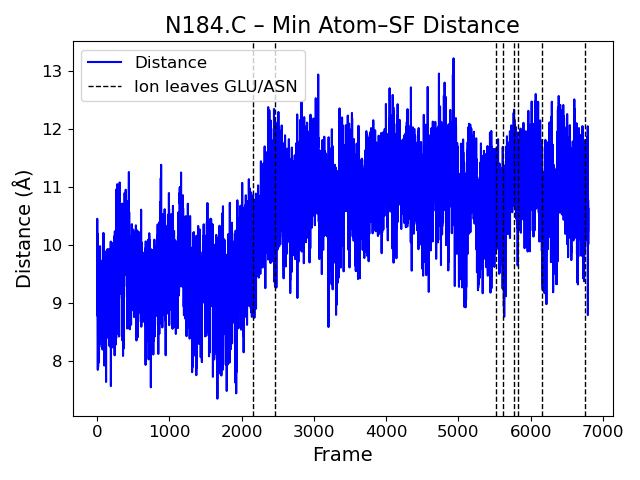 N184.C – Min Atom–SF Distance
Distance
Ion leaves GLU/ASN
Distance (Å)
13
12
11
10
9
8
0 1000 2000 3000 4000 5000 6000 7000
Frame